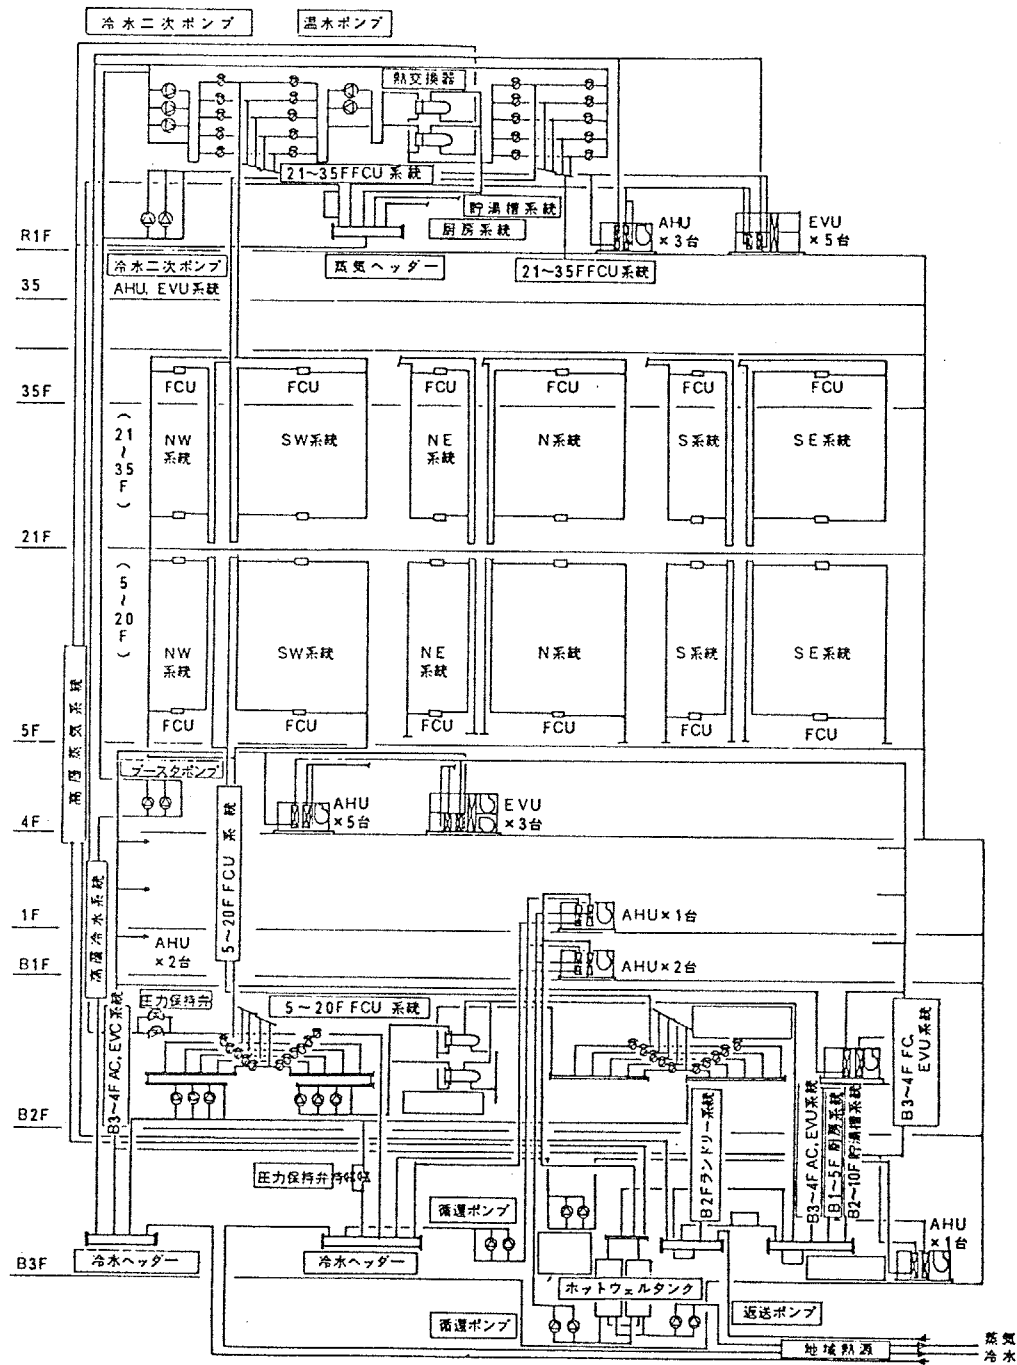 冷水二次ポンプ
温水ポンプ
熱交換器
21~35FFCU系統
貯湯槽系統
厨房系統
AHU
×3台
EVU
×5台
R1F
冷水二次ポンプ
AHU, EVU系統
蒸気ヘッダー
21~35FFCU系統
35
35F
FCU
FCU
FCU
FCU
FCU
FCU
(21~35F)
NW
系統
SW系統
NE
系統
N系統
S系統
SE系統
21F
(5~20F)
NW
系統
SW系統
NE
系統
N系統
S系統
SE系統
FCU
FCU
FCU
FCU
FCU
FCU
5F
高層蒸気系統
ブースタポンプ
5~20F FCU系統
AHU
×5台
EVU
×3台
4F
高層冷水系統
1F
AHU×1台
AHU
×2台
B1F
AHU×2台
圧力保持弁
5~20F FCU系統
B3~4F AC, EVC系統
B3~4F FC,
EVU系統
B2F
B2Fランドリー系統
B3~4F AC, EVU系統
B1~5F 厨房系統
B2~10F 貯湯槽系統
圧力保持弁
循還ポンプ
AHU
×1台
冷水ヘッダー
冷水ヘッダー
B3F
ホットウェルタンク
循還ポンプ
返送ポンプ
地域熱源
蒸気
冷水